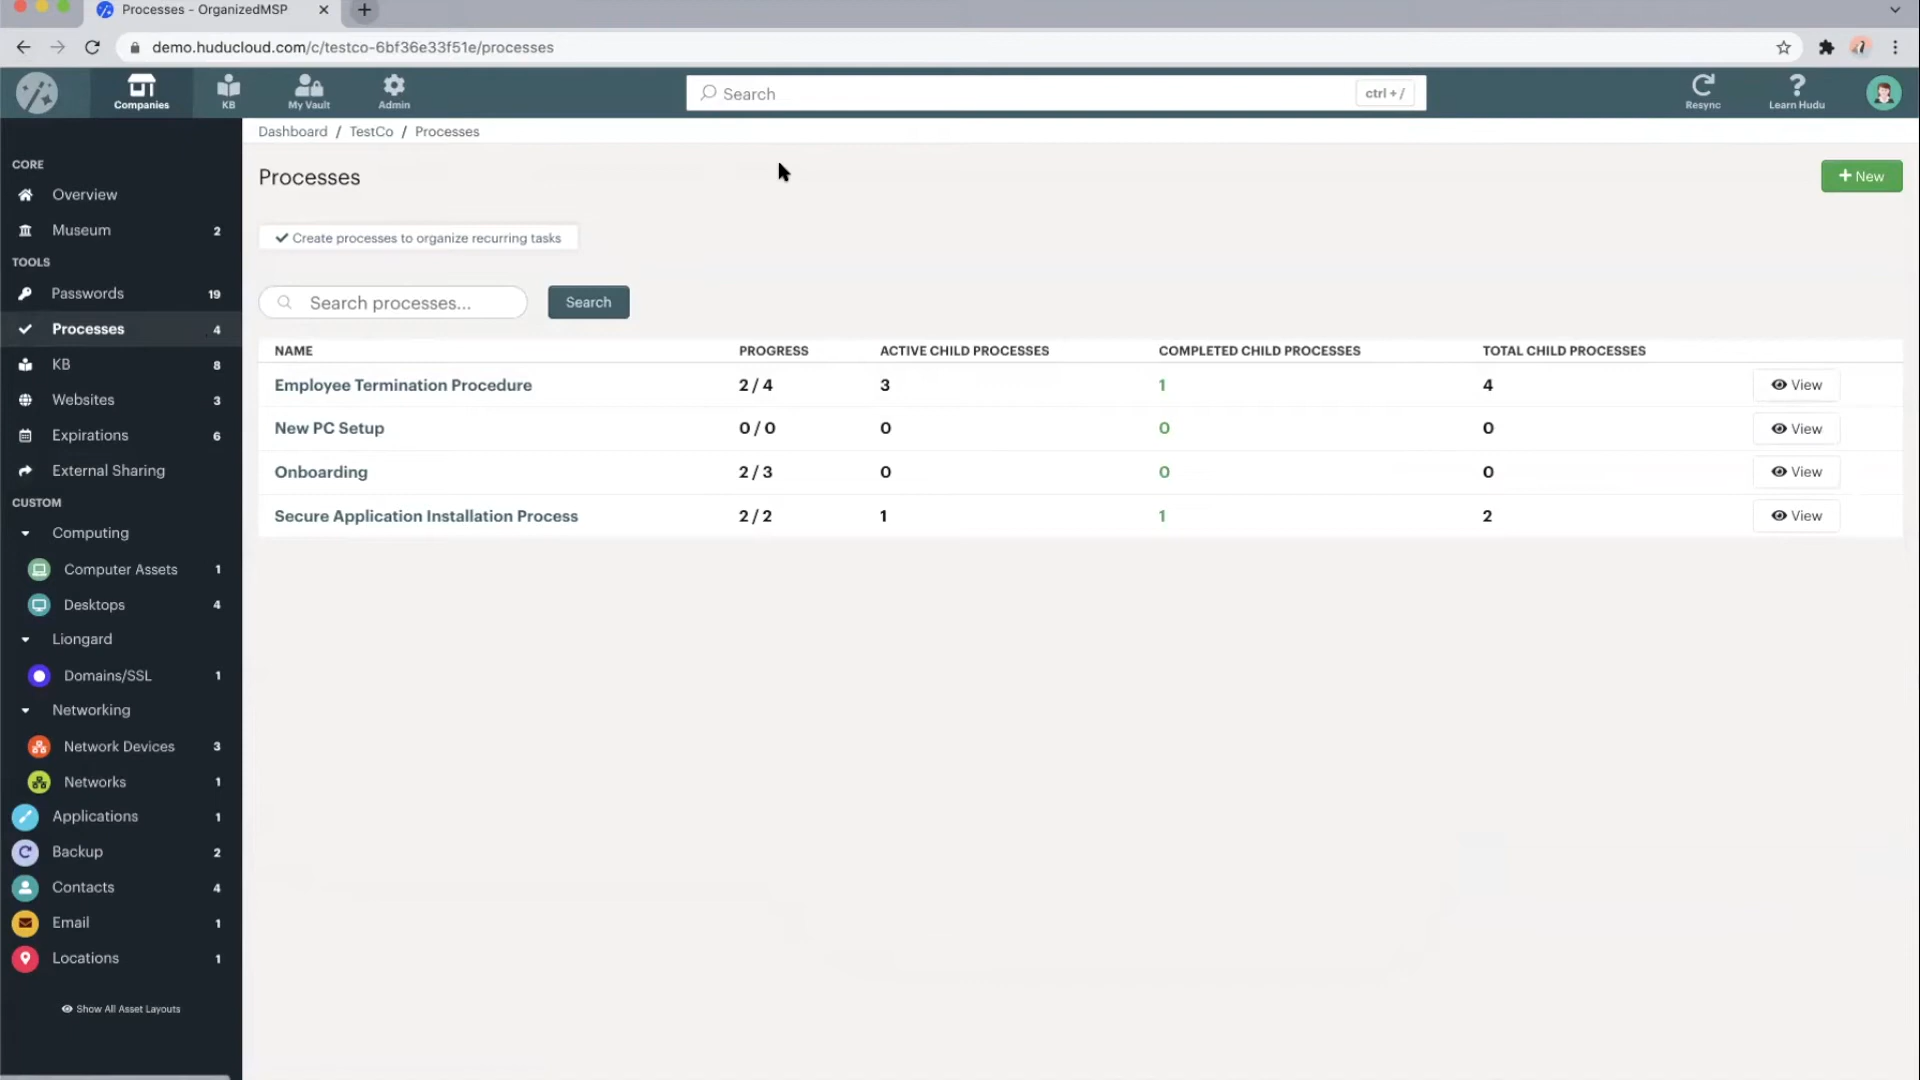 Processes - OrganizedMSP
demo.huducloud.com/c/testco-6bf36e33f51e/processes
Companies
KB
My Vault
Admin
Search
ctrl + /
Resync
Learn Hudu
Dashboard / TestCo / Processes
CORE
Overview
Museum 2
TOOLS
Passwords 19
Processes 4
KB 8
Websites 3
Expirations 6
External Sharing
CUSTOM
Computing
Computer Assets 1
Desktops 4
Liongard
Domains/SSL 1
Networking
Network Devices 3
Networks 1
Applications 1
Backup 2
Contacts 4
Email 1
Locations 1
Show All Asset Layouts
Processes
+ New
Create processes to organize recurring tasks
Search processes...
Search
NAME PROGRESS ACTIVE CHILD PROCESSES COMPLETED CHILD PROCESSES TOTAL CHILD PROCESSES
Employee Termination Procedure 2 / 4 3 1 4 View
New PC Setup 0 / 0 0 0 0 View
Onboarding 2 / 3 0 0 0 View
Secure Application Installation Process 2 / 2 1 1 2 View